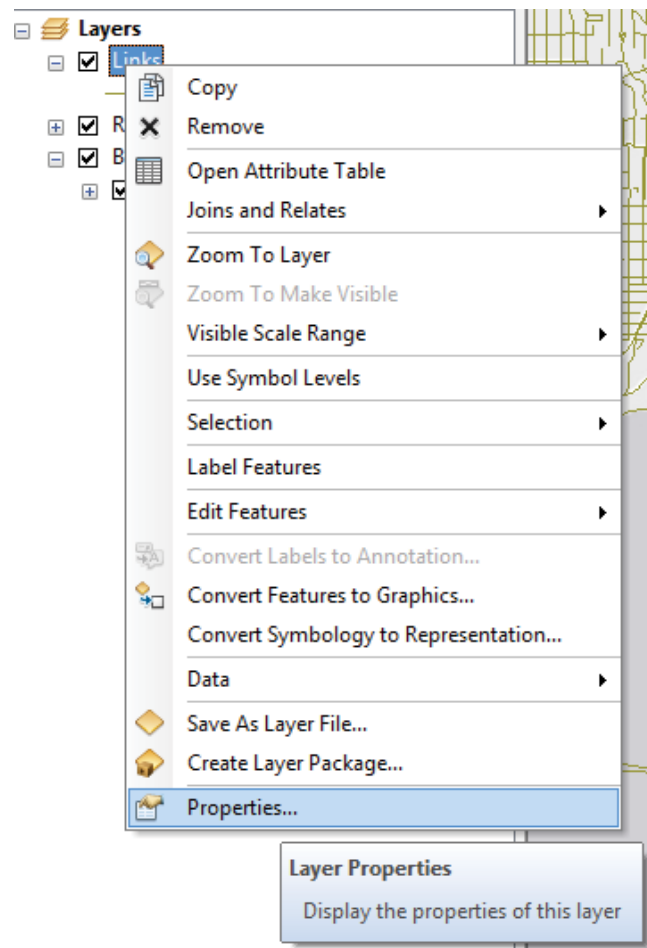 Layers
Links
Copy
R
Remove
B
Open Attribute Table
Joins and Relates
Zoom To Layer
Zoom To Make Visible
Visible Scale Range
Use Symbol Levels
Selection
Label Features
Edit Features
Convert Labels to Annotation...
Convert Features to Graphics...
Convert Symbology to Representation...
Data
Save As Layer File...
Create Layer Package...
Properties...
Layer Properties
Display the properties of this layer